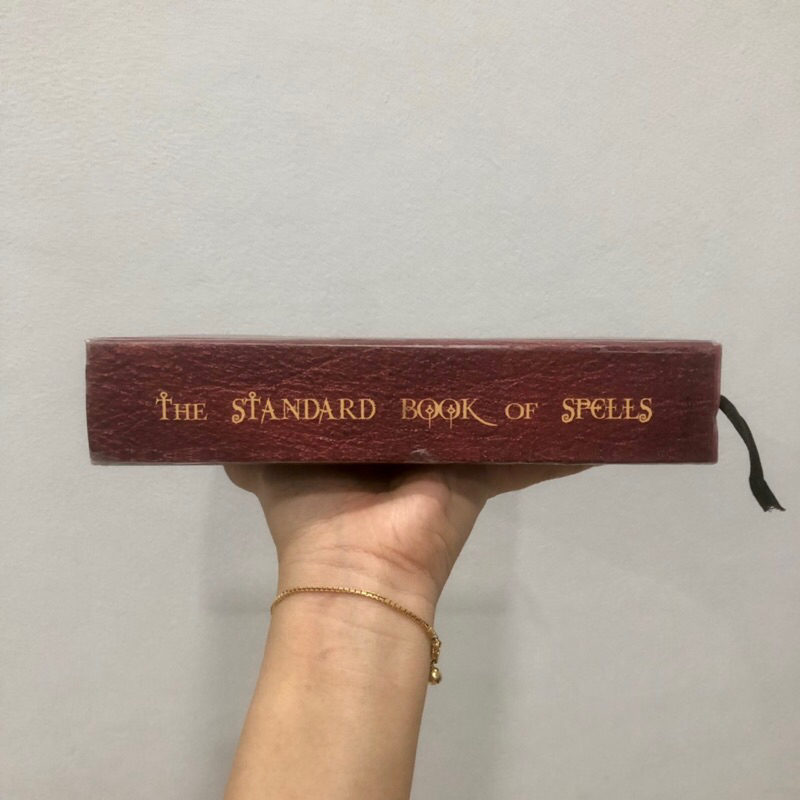 The Standard Book of Spells